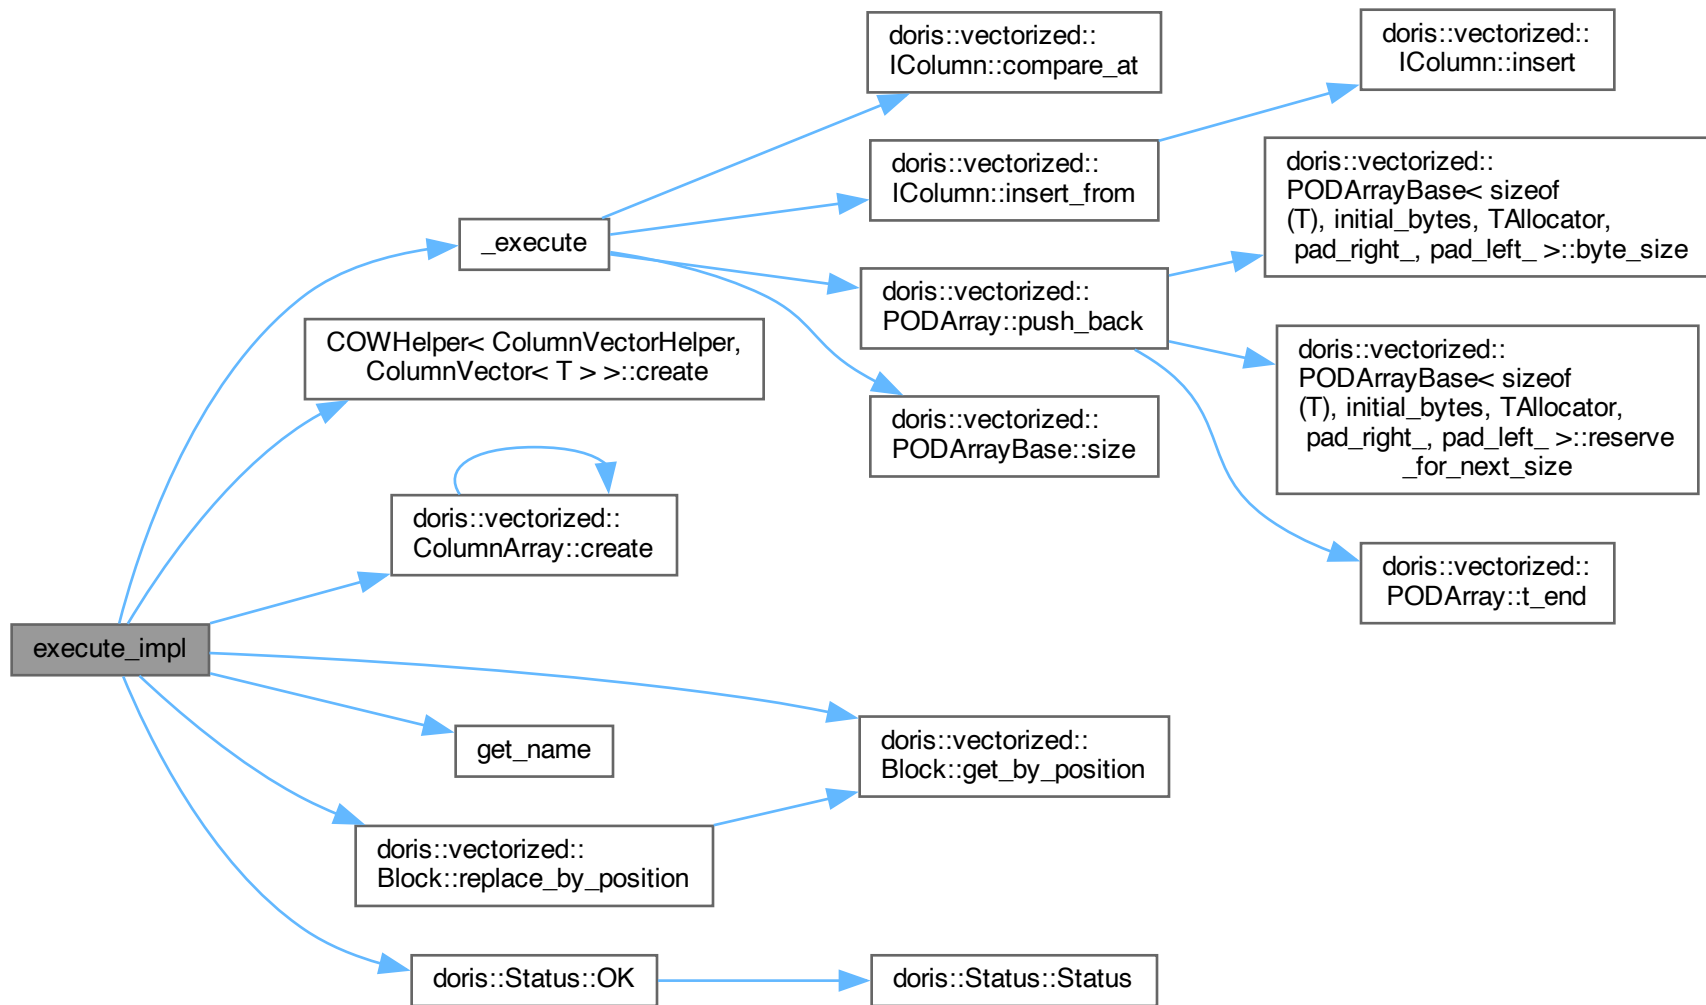 execute_impl
_execute
COWHelper< ColumnVectorHelper,
ColumnVector< T > >::create
doris::vectorized::
ColumnArray::create
get_name
doris::vectorized::
Block::replace_by_position
doris::Status::OK
doris::vectorized::
IColumn::compare_at
doris::vectorized::
IColumn::insert_from
doris::vectorized::
PODArray::push_back
doris::vectorized::
PODArrayBase::size
doris::vectorized::
Block::get_by_position
doris::Status::Status
doris::vectorized::
IColumn::insert
doris::vectorized::
PODArrayBase< sizeof
(T), initial_bytes, TAllocator,
pad_right_, pad_left_ >::byte_size
doris::vectorized::
PODArrayBase< sizeof
(T), initial_bytes, TAllocator,
pad_right_, pad_left_ >::reserve
_for_next_size
doris::vectorized::
PODArray::t_end